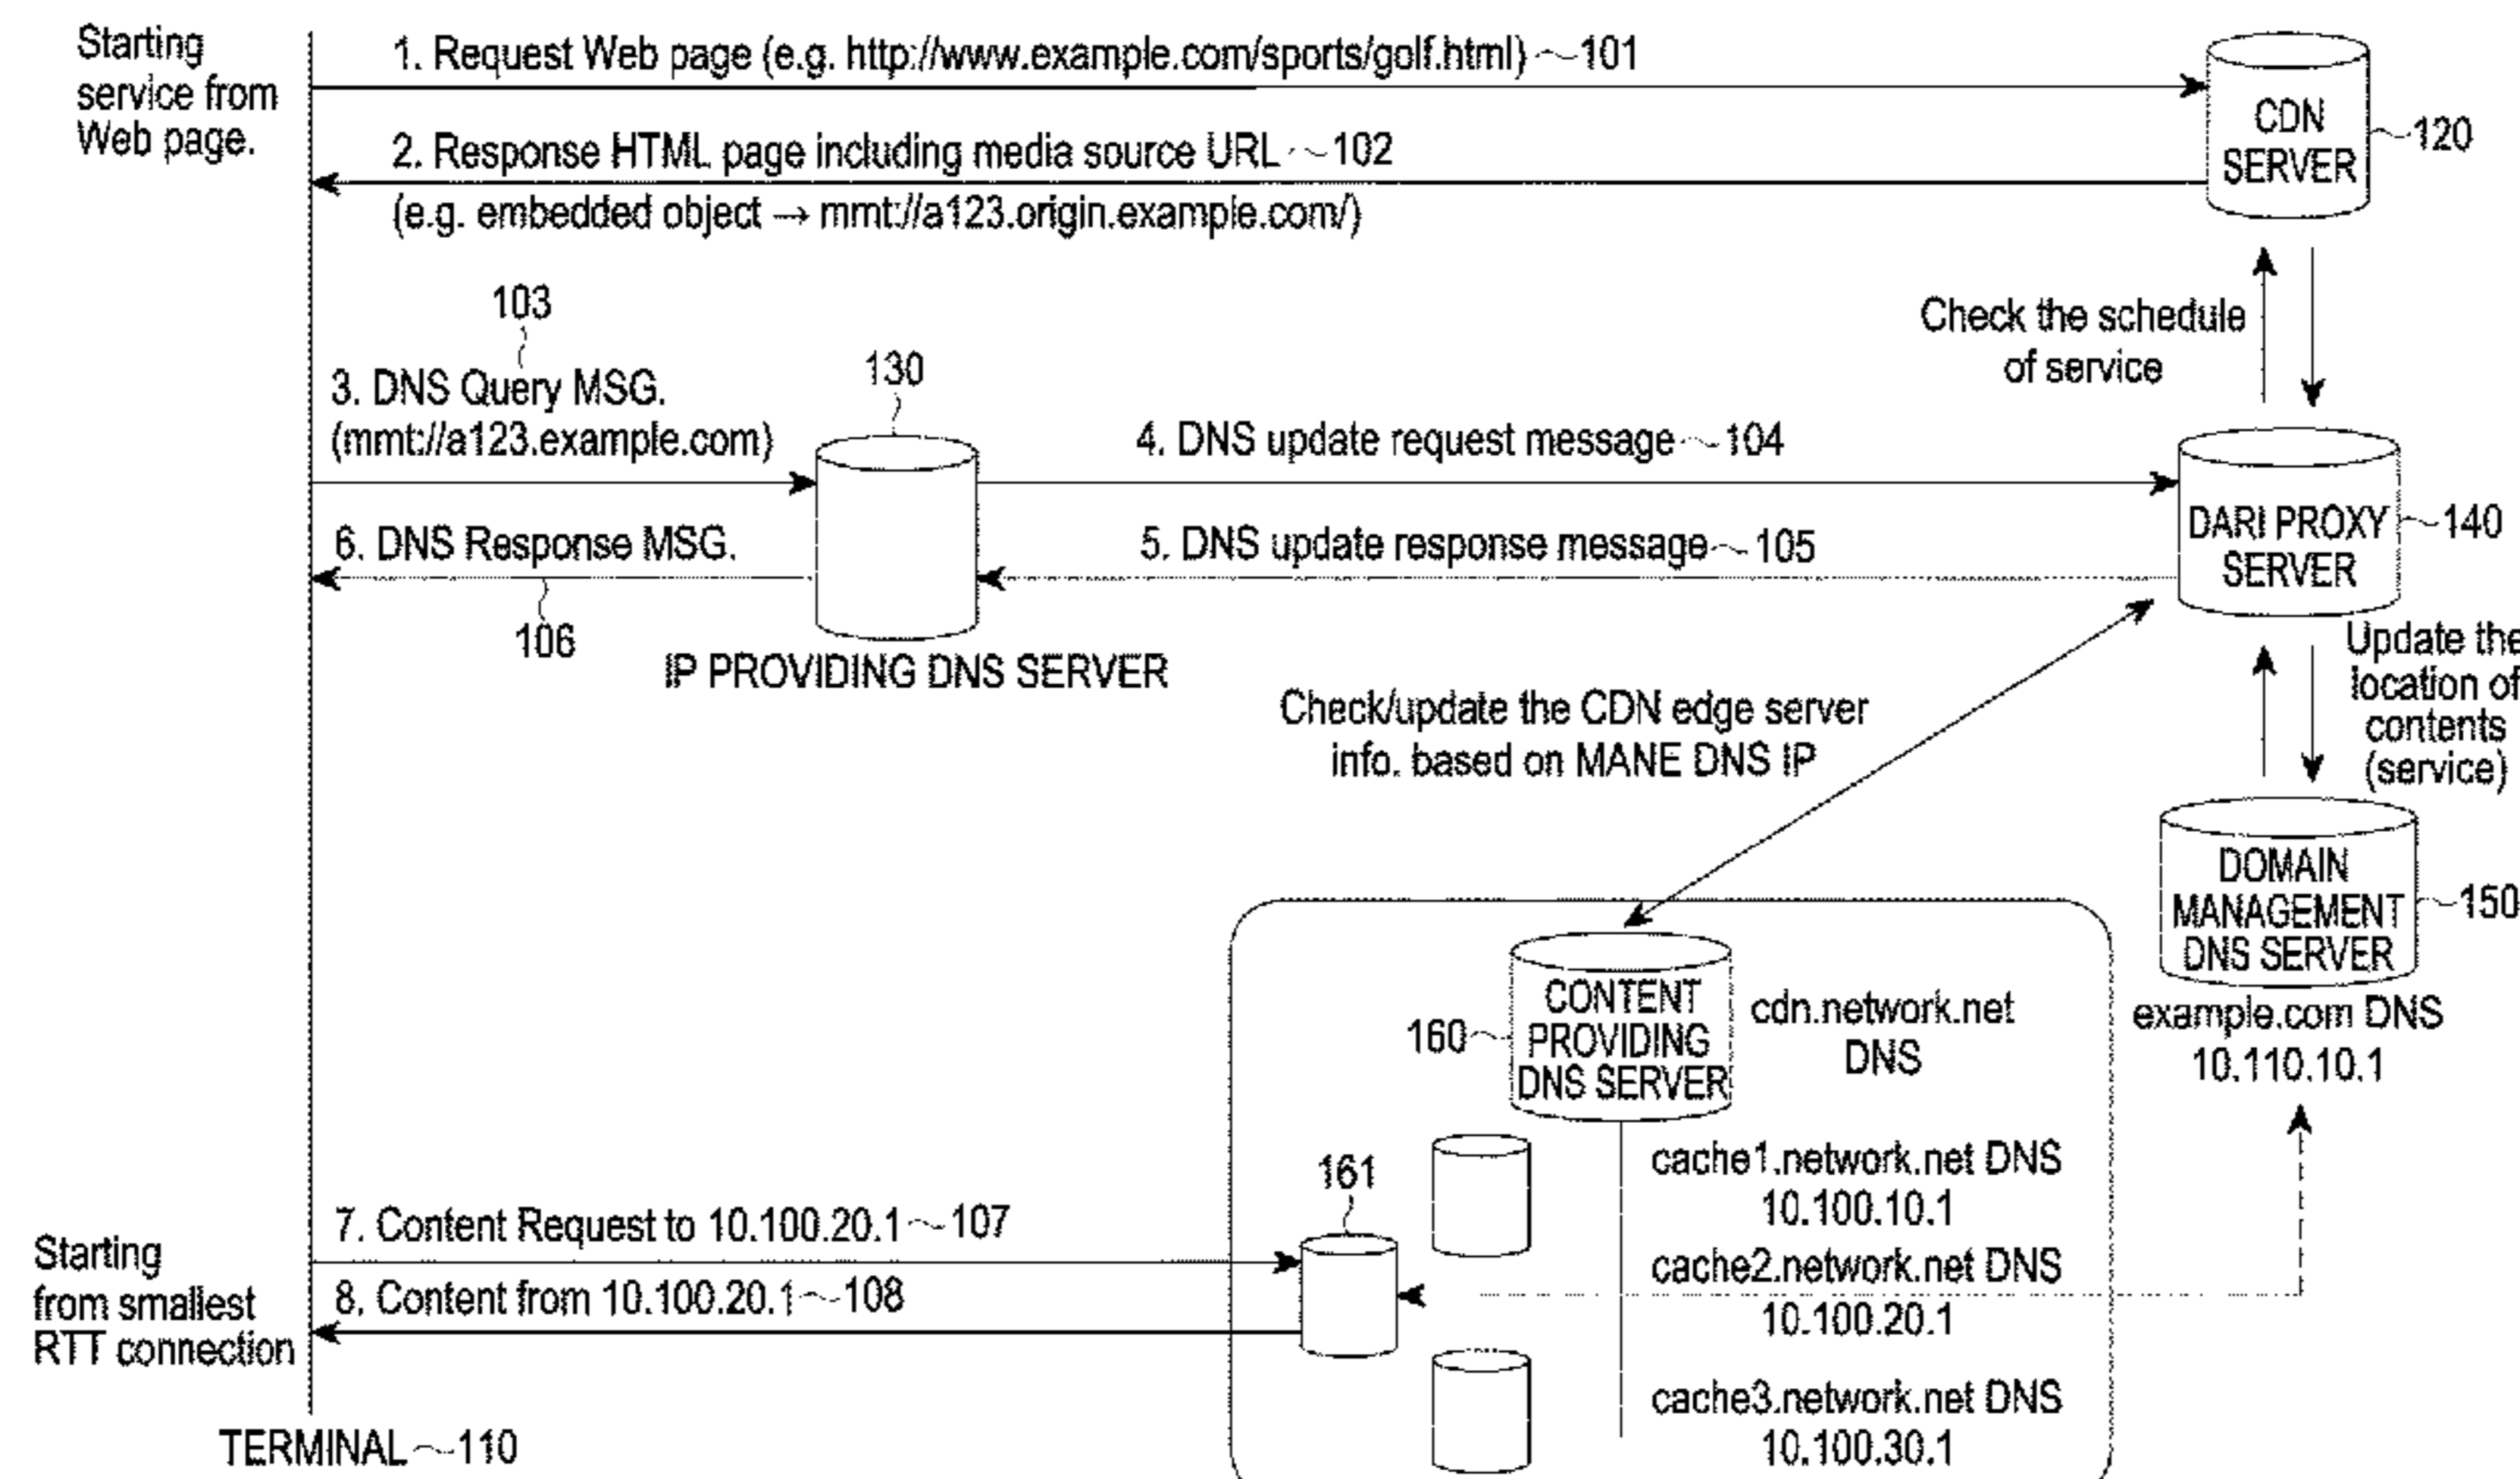 Starting
service from
Web page.
1. Request Web page (e.g. http://www.example.com/sports/golf.html) ~101
2. Response HTML page including media source URL ~102
(e.g. embedded object → mmt://a123.origin.example.com/)
CDN
SERVER
~120
Check the schedule
of service
103
3. DNS Query MSG.
(mmt://a123.example.com)
130
4. DNS update request message ~104
6. DNS Response MSG.
5. DNS update response message ~105
DARI PROXY
SERVER
~140
106
IP PROVIDING DNS SERVER
Update the
location of
contents
(service)
Check/update the CDN edge server
info. based on MANE DNS IP
DOMAIN
MANAGEMENT
DNS SERVER
~150
example.com DNS
10.110.10.1
160~
CONTENT
PROVIDING
DNS SERVER
cdn.network.net
DNS
161
cache1.network.net DNS
10.100.10.1
7. Content Request to 10.100.20.1 ~107
Starting
from smallest
RTT connection
8. Content from 10.100.20.1 ~108
cache2.network.net DNS
10.100.20.1
cache3.network.net DNS
10.100.30.1
TERMINAL ~110